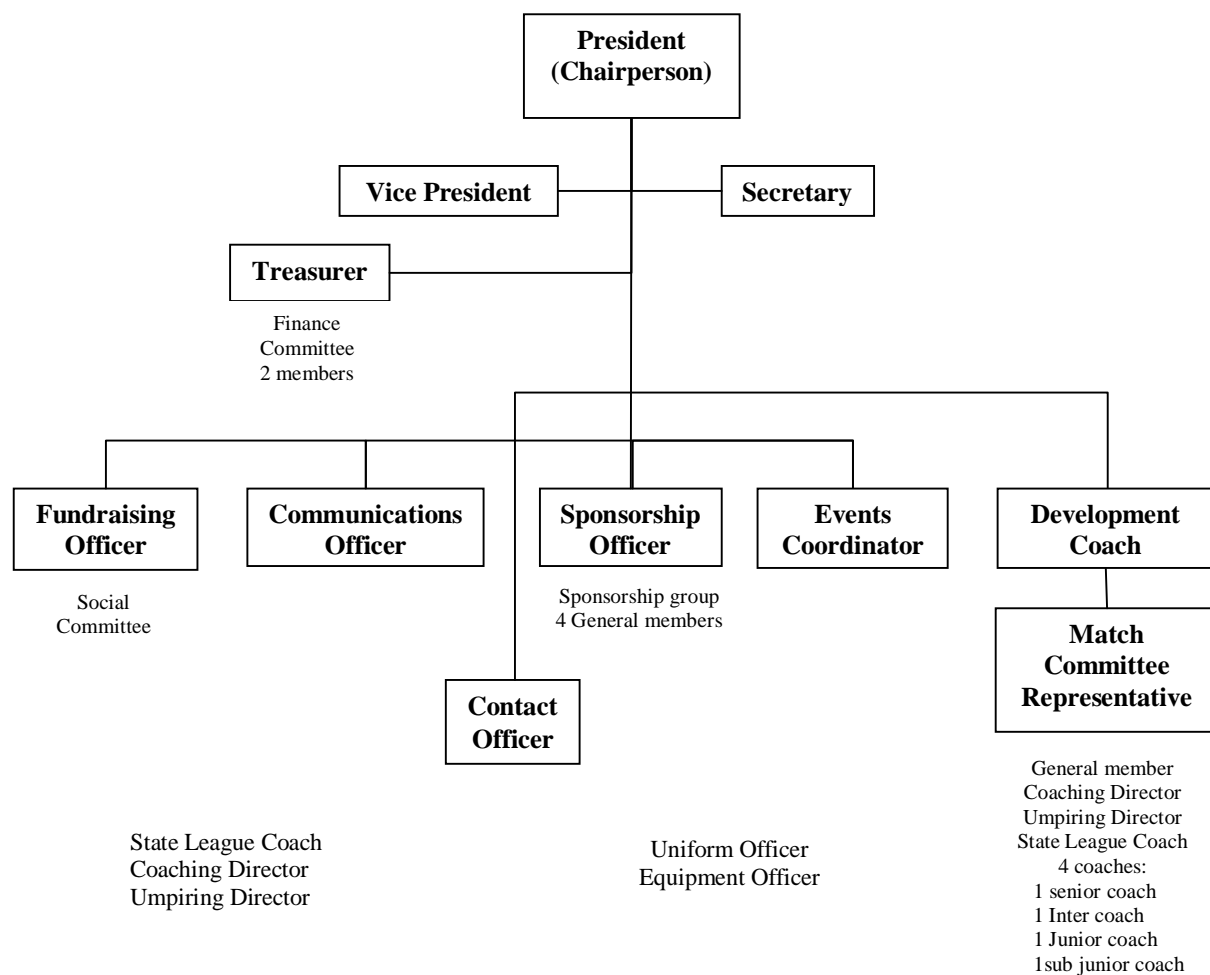 President
(Chairperson)
Vice President
Secretary
Treasurer
Finance
Committee
2 members
Fundraising
Officer
Social
Committee
Communications
Officer
Sponsorship
Officer
Sponsorship group
4 General members
Events
Coordinator
Development
Coach
Match
Committee
Representative
Contact
Officer
General member
Coaching Director
Umpiring Director
State League Coach
4 coaches:
1 senior coach
1 Inter coach
1 Junior coach
1sub junior coach
State League Coach
Coaching Director
Umpiring Director
Uniform Officer
Equipment Officer